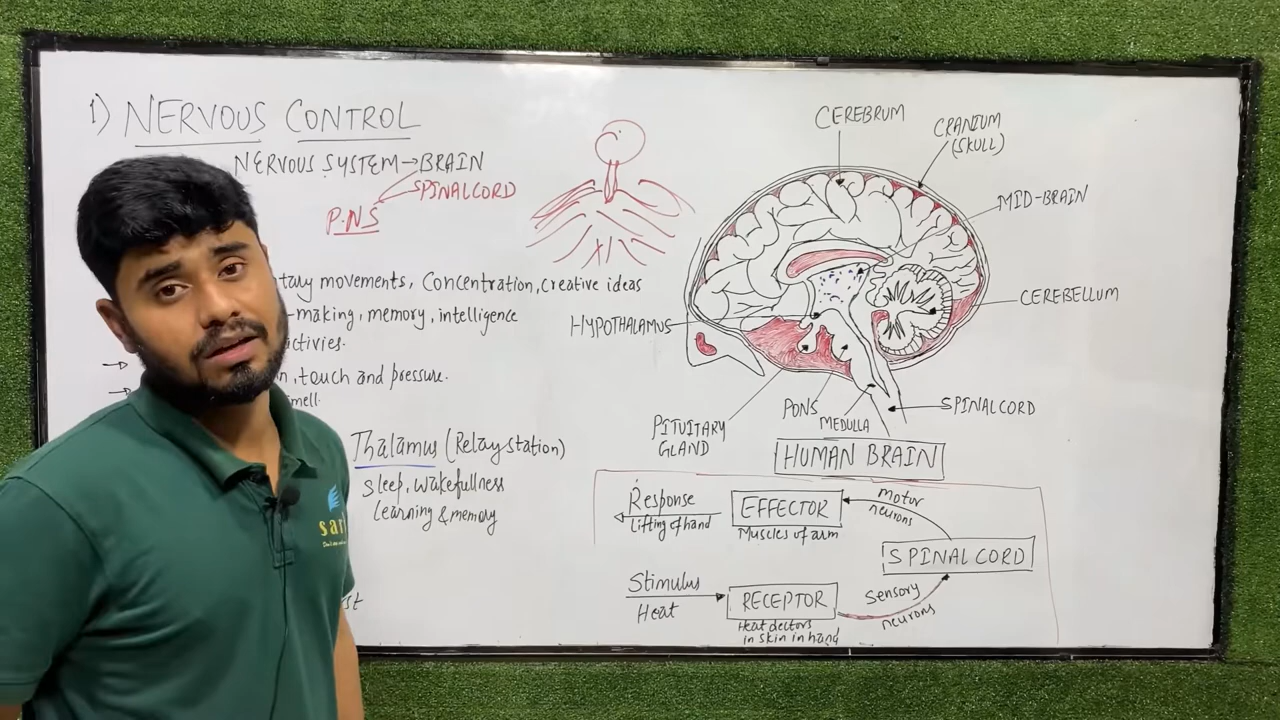 1) NERVOUS CONTROL
NERVOUS SYSTEM → BRAIN
SPINALCORD
P.N.S
movements, Concentration, creative ideas
-making, memory, intelligence
activies.
→
, touch and pressure.
→
Thalamus (Relay station)
sleep, wakefullness
learning & memory
CEREBRUM
CRANIUM
(SKULL)
MID-BRAIN
CEREBELLUM
HYPOTHALAMUS
PITUITARY
GLAND
PONS
MEDULLA
SPINALCORD
HUMAN BRAIN
Response
Lifting of hand
EFFECTOR
Muscles of arm
motor
neurons
SPINAL CORD
Stimulus
Heat
RECEPTOR
Heat dectors
in skin in hand
sensory
neurons